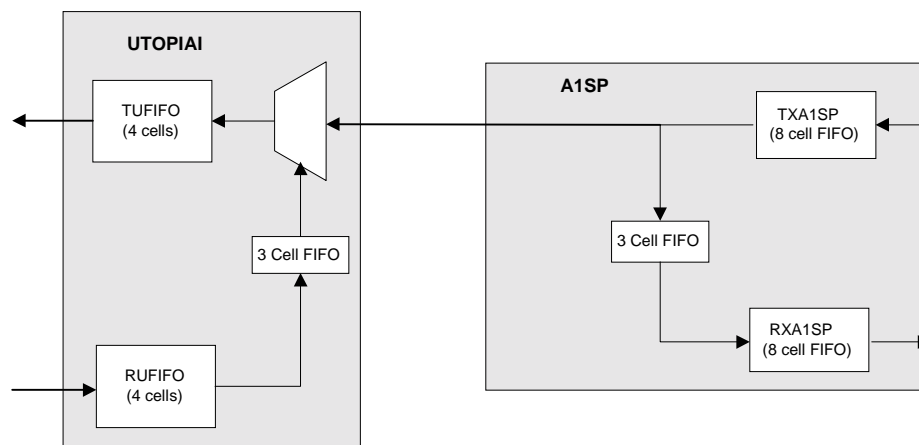 UTOPIAI
TUFIFO
(4 cells)
3 Cell FIFO
RUFIFO
(4 cells)
A1SP
TXA1SP
(8 cell FIFO)
3 Cell FIFO
RXA1SP
(8 cell FIFO)